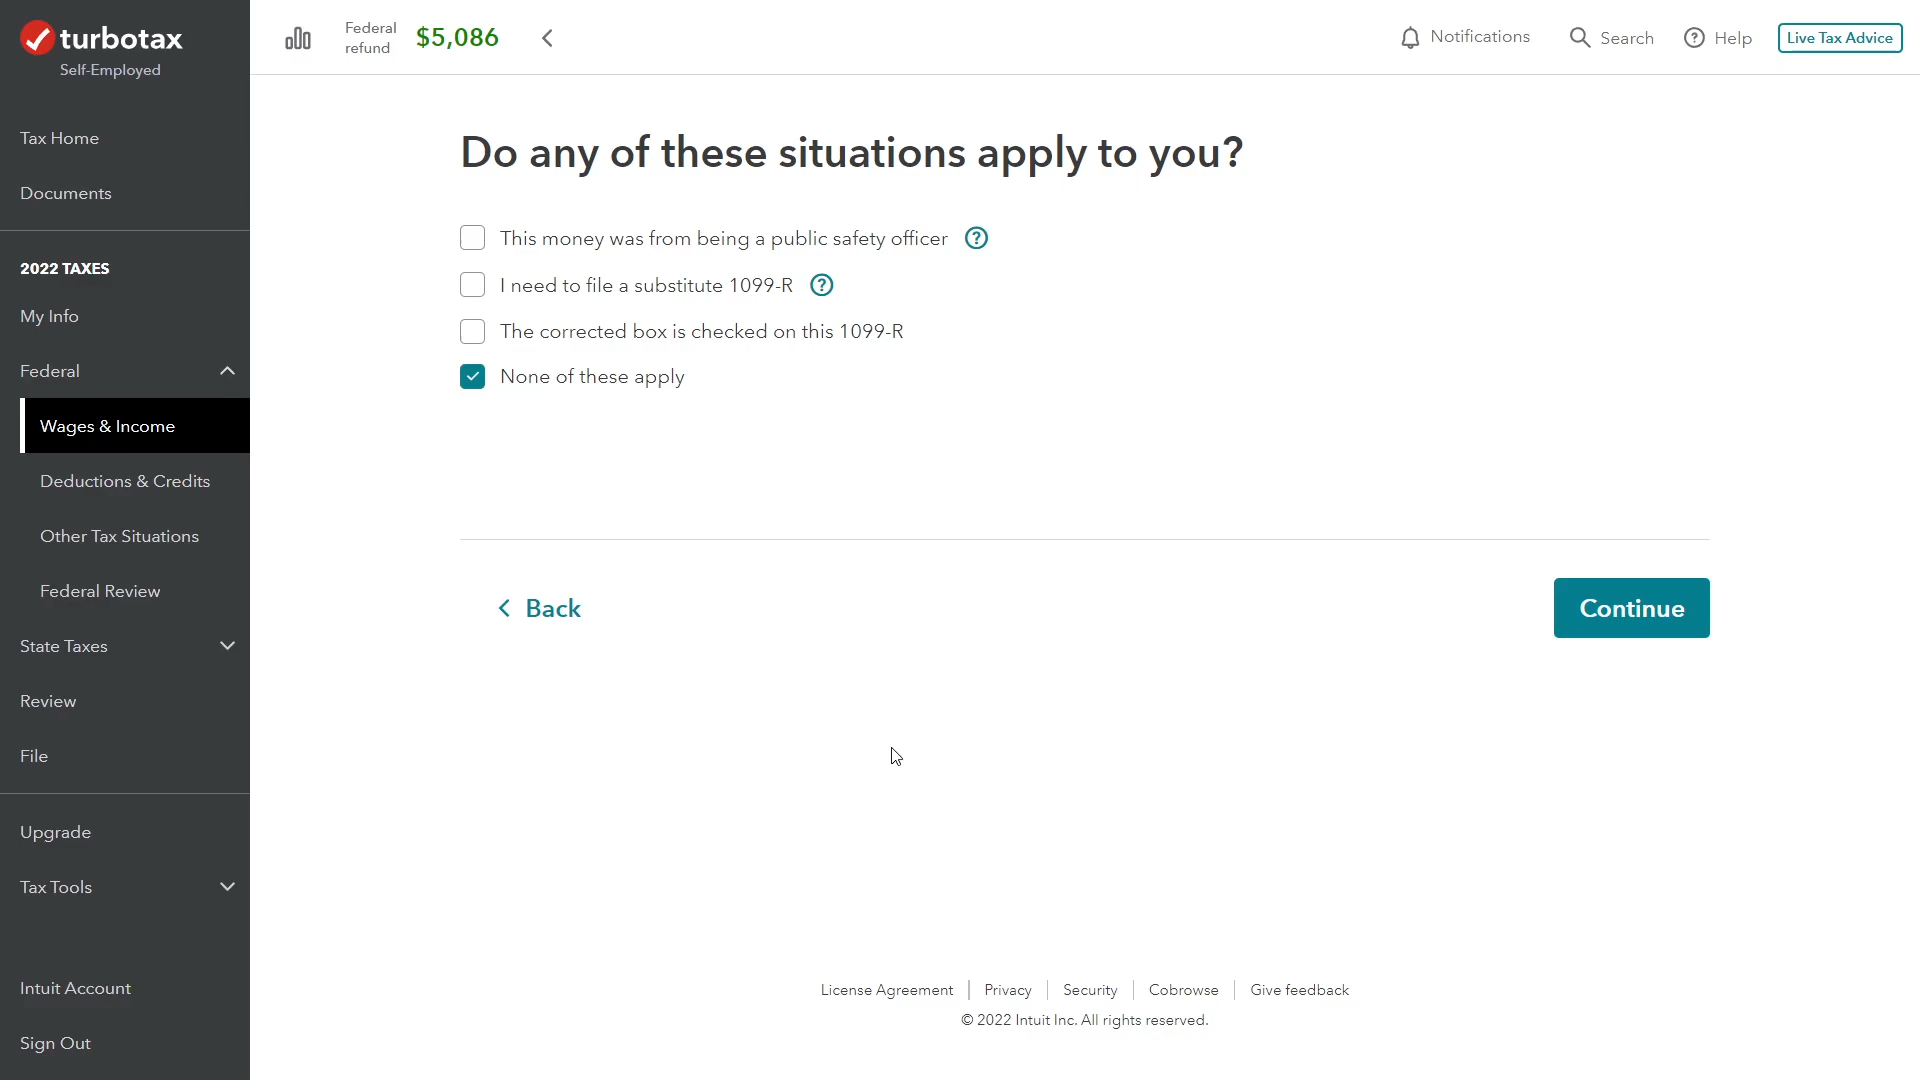 turbotax
Self-Employed
Tax Home
Documents
2022 TAXES
My Info
Federal
Wages & Income
Deductions & Credits
Other Tax Situations
Federal Review
State Taxes
Review
File
Upgrade
Tax Tools
Intuit Account
Sign Out
Federal
refund
$5,086
Notifications
Search
Help
Live Tax Advice
Do any of these situations apply to you?
This money was from being a public safety officer
I need to file a substitute 1099-R
The corrected box is checked on this 1099-R
None of these apply
Back
Continue
License Agreement
Privacy
Security
Cobrowse
Give feedback
© 2022 Intuit Inc. All rights reserved.